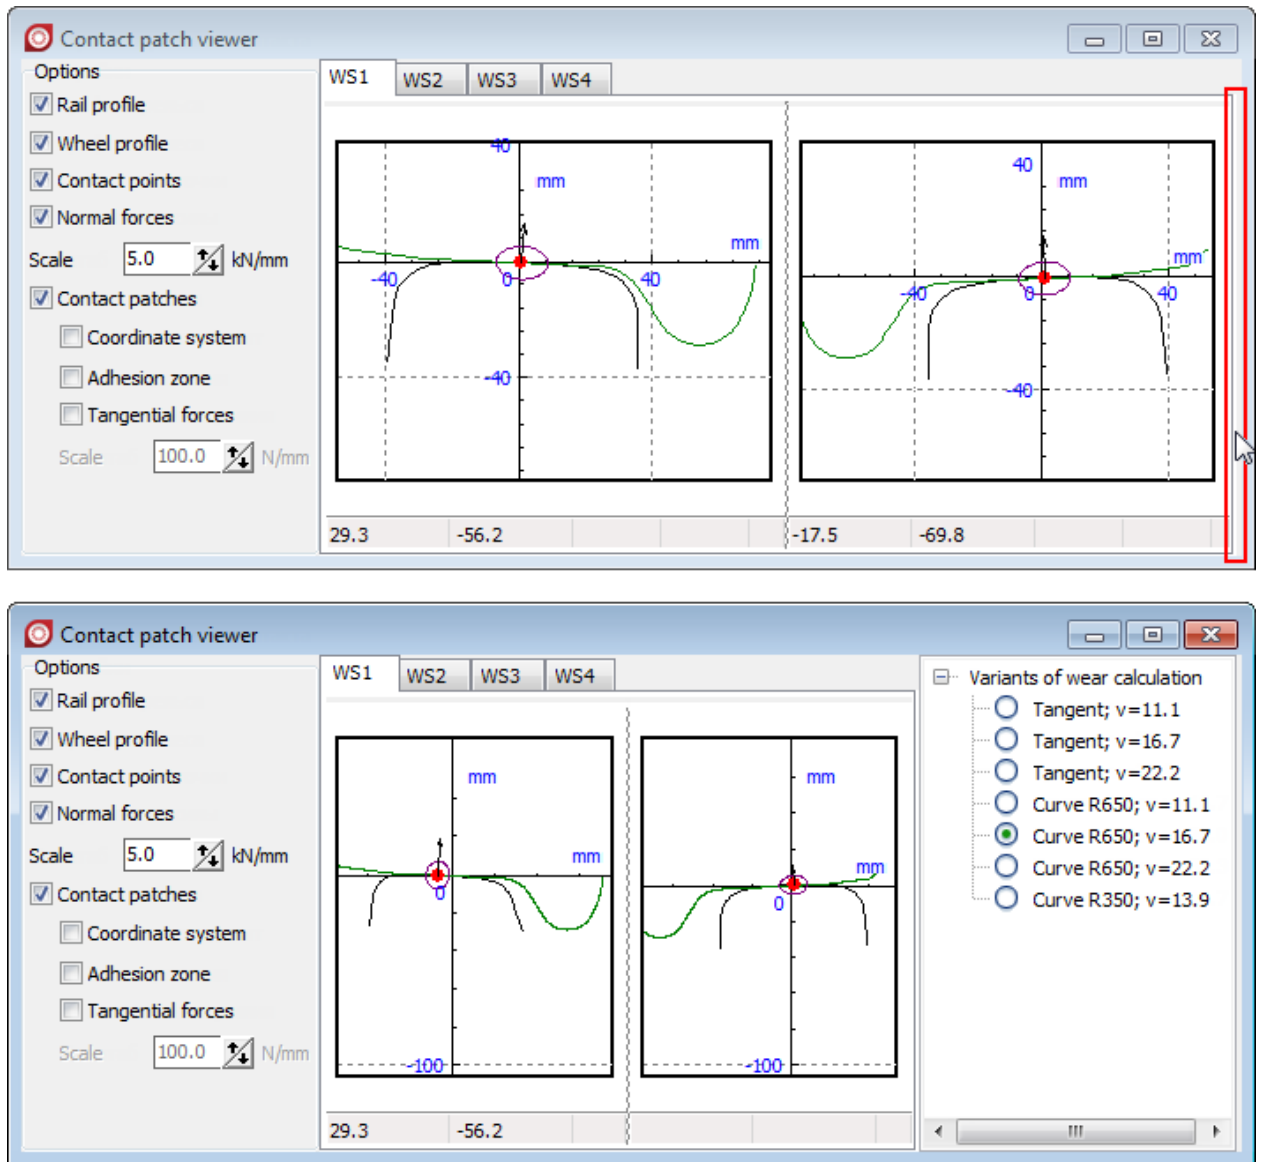 Contact patch viewer
Options
WS1 WS2 WS3 WS4
Rail profile
Wheel profile
Contact points
Normal forces
Scale 5.0 kN/mm
Contact patches
Coordinate system
Adhesion zone
Tangential forces
Scale 100.0 N/mm
40
mm
mm
-40 0 40
-40
40
mm
mm
-40 0 40
-40
29.3 -56.2 -17.5 -69.8
Contact patch viewer
Options
WS1 WS2 WS3 WS4
Rail profile
Wheel profile
Contact points
Normal forces
Scale 5.0 kN/mm
Contact patches
Coordinate system
Adhesion zone
Tangential forces
Scale 100.0 N/mm
mm
mm
0
-100
mm
mm
0
-100
29.3 -56.2
Variants of wear calculation
Tangent; v=11.1
Tangent; v=16.7
Tangent; v=22.2
Curve R650; v=11.1
Curve R650; v=16.7
Curve R650; v=22.2
Curve R350; v=13.9